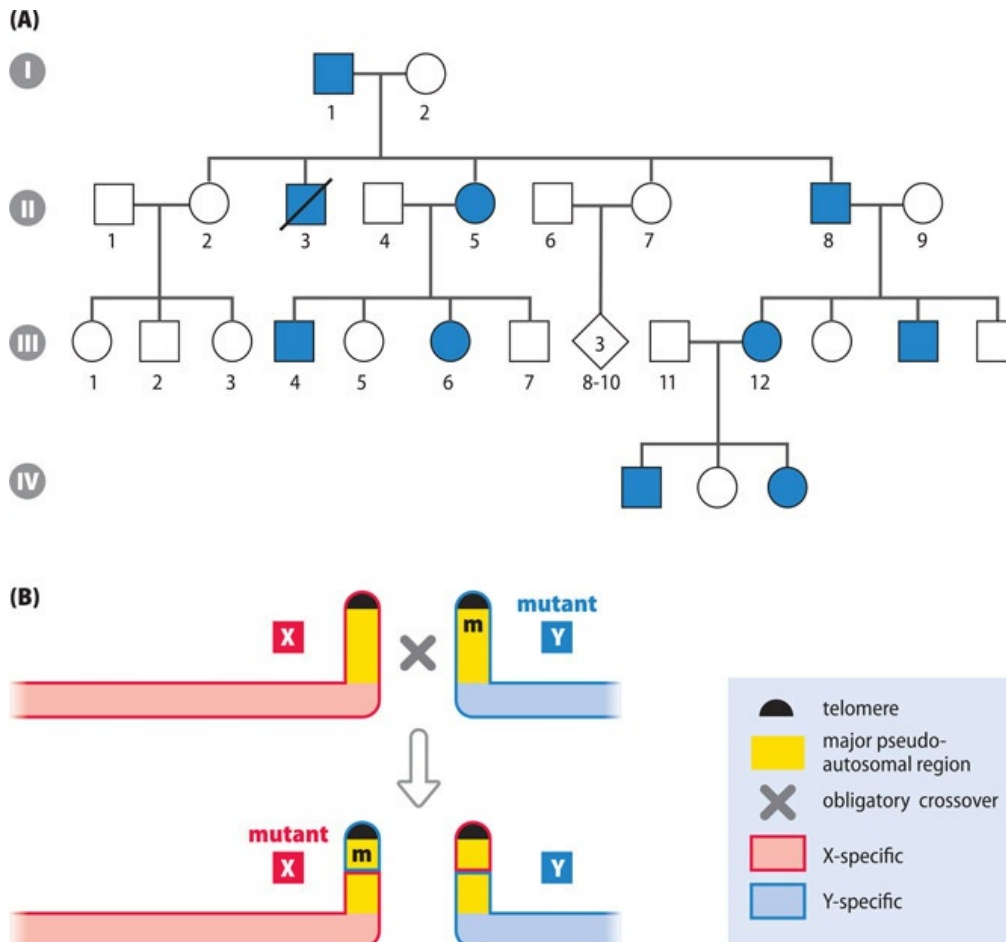 (A)
I
1 2
II
1 2 3 4 5 6 7 8 9
III
3
1 2 3 4 5 6 7 8-10 11 12
IV
(B)
X m mutant Y
mutant X m Y
telomere
major pseudo-
autosomal region
obligatory crossover
X-specific
Y-specific